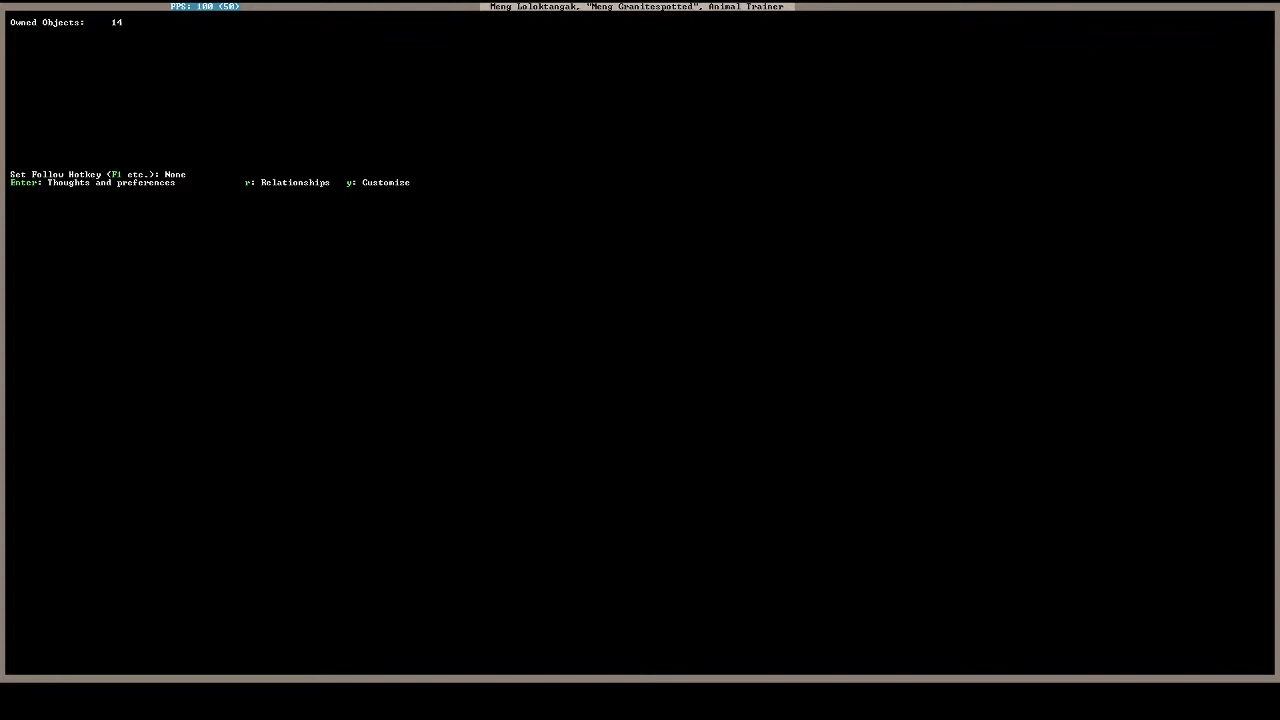 FPS: 100 (50)
Meng Loloktangak, "Meng Granitespotted", Animal Trainer
Owned Objects: 14
Set Follow Hotkey (F1 etc.): None
Enter: Thoughts and preferences r: Relationships y: Customize